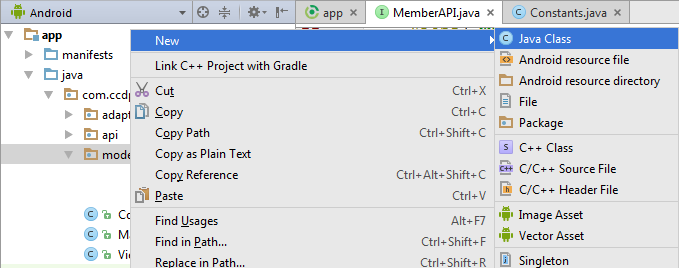 Android
app
MemberAPI.java
Constants.java
app
manifests
java
com.ccdp
adapt
api
mode
Co
Ma
Vie
New
Link C++ Project with Gradle
Cut Ctrl+X
Copy Ctrl+C
Copy Path Ctrl+Shift+C
Copy as Plain Text
Copy Reference Ctrl+Alt+Shift+C
Paste Ctrl+V
Find Usages Alt+F7
Find in Path... Ctrl+Shift+F
Replace in Path... Ctrl+Shift+R
Java Class
Android resource file
Android resource directory
File
Package
C++ Class
C/C++ Source File
C/C++ Header File
Image Asset
Vector Asset
Singleton